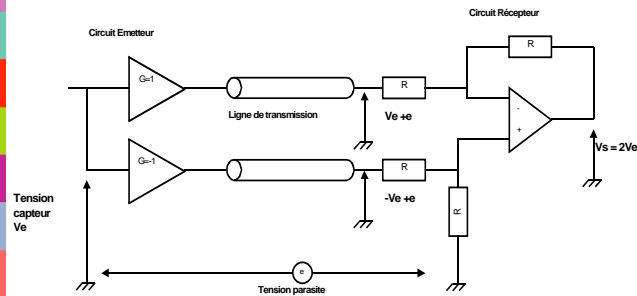 Circuit Récepteur
Circuit Emetteur
R
G=1
R
Ligne de transmission
Ve +e
-
+
Vs = 2Ve
G=-1
R
-Ve +e
R
Tension
capteur
Ve
e
Tension parasite